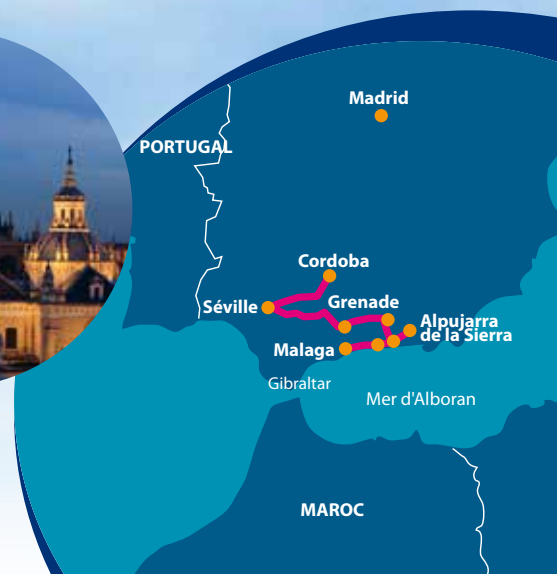 Madrid
PORTUGAL
Cordoba
Séville
Grenade
Alpujarra
de la Sierra
Malaga
Gibraltar
Mer d'Alboran
MAROC